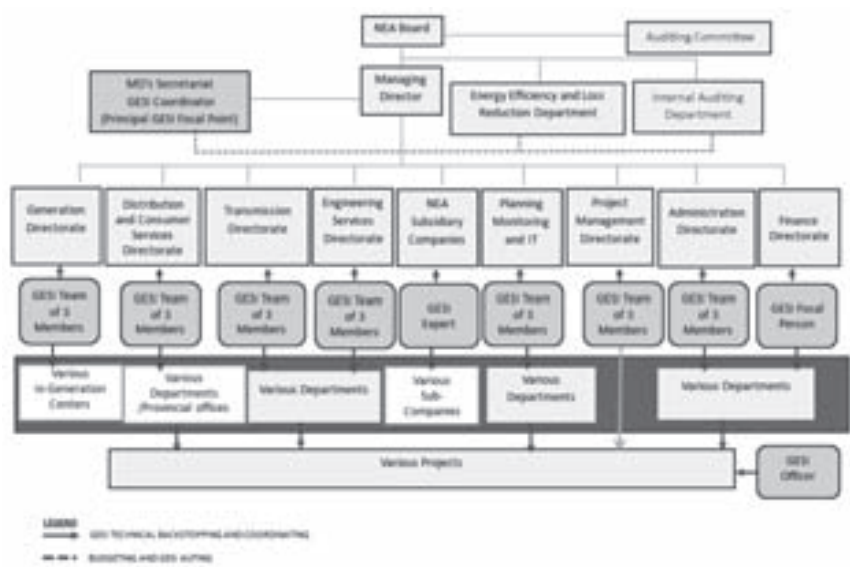 NEA Board
Auditing Committee
MD's Secretariat
GESI Coordinator
(Principal GESI Focal Point)
Managing
Director
Energy Efficiency and Loss
Reduction Department
Internal Auditing
Department
Generation
Directorate
Distribution
and Consumer
Services
Directorate
Transmission
Directorate
Engineering
Services
Directorate
NEA
Subsidiary
Companies
Planning
Monitoring
and IT
Project
Management
Directorate
Administration
Directorate
Finance
Directorate
GESI Team
of 3
Members
GESI Team
of 3
Members
GESI Team
of 3
Members
GESI Team
of 3
Members
GESI
Expert
GESI Team
of 3
Members
GESI Team
of 3
Members
GESI Team
of 3
Members
GESI Focal
Person
Various
Generation
Centers
Various
Departments
/Provincial offices
Various Departments
Various
Sub-
Companies
Various
Departments
Various Departments
Various Projects
GESI
Officer
LEGEND
GESI TECHNICAL BACKSTOPPING AND COORDINATING
BUDGETING AND GESI